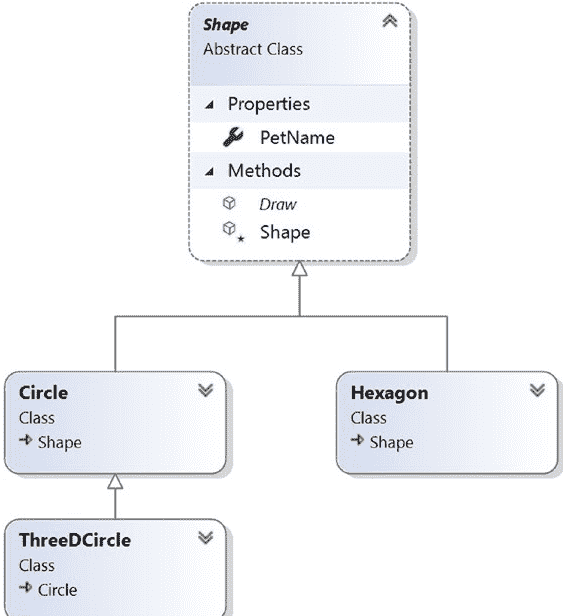 Shape
Abstract Class
Properties
PetName
Methods
Draw
Shape
Circle
Class
Shape
Hexagon
Class
Shape
ThreeDCircle
Class
Circle